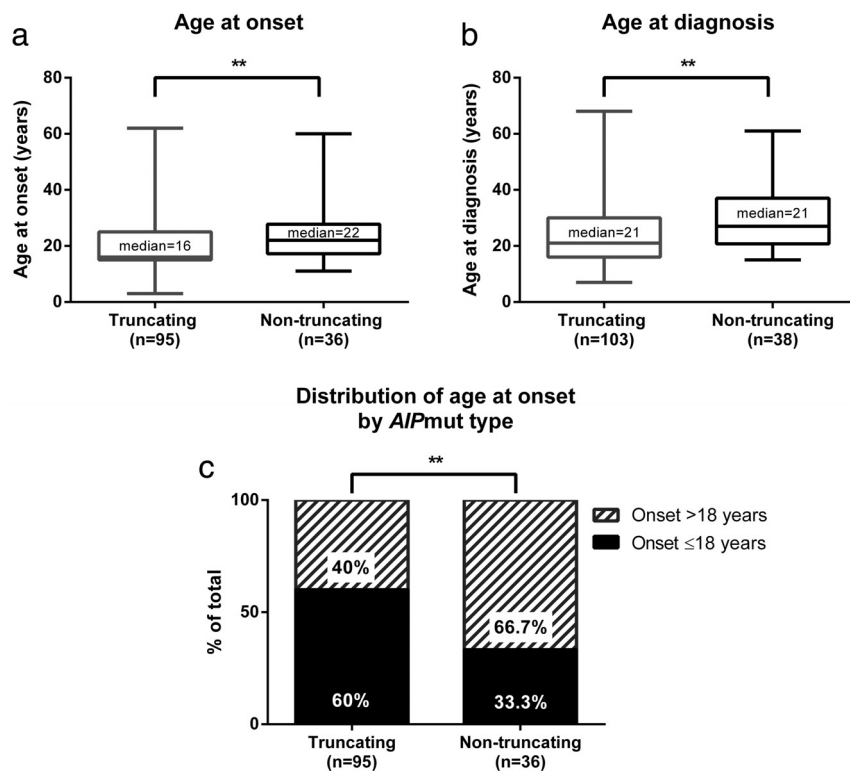 a
Age at onset
**
Age at onset (years)
80
60
40
20
0
median=16
median=22
Truncating
(n=95)
Non-truncating
(n=36)
b
Age at diagnosis
**
Age at diagnosis (years)
80
60
40
20
0
median=21
median=21
Truncating
(n=103)
Non-truncating
(n=38)
Distribution of age at onset
by AIPmut type
c
**
% of total
100
50
0
40%
60%
66.7%
33.3%
Truncating
(n=95)
Non-truncating
(n=36)
Onset >18 years
Onset ≤18 years